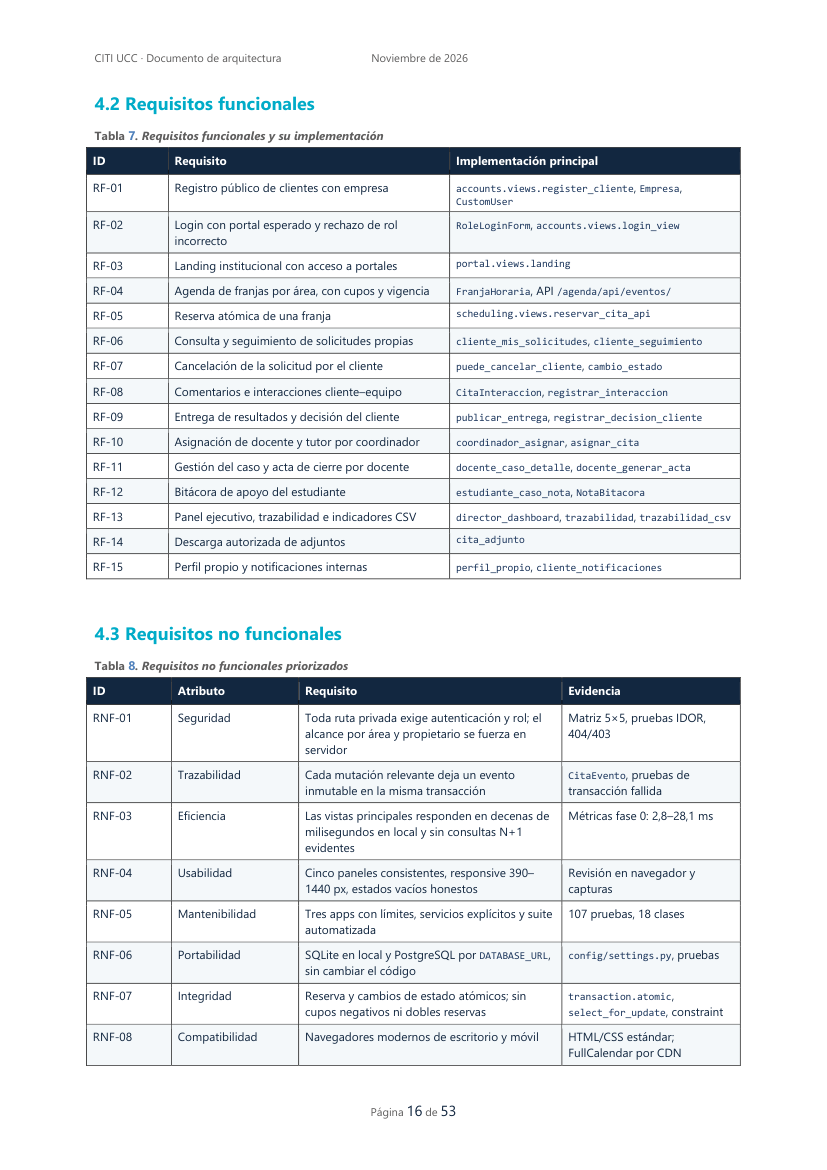 CITI UCC · Documento de arquitectura Noviembre de 2026
4.2 Requisitos funcionales
Tabla 7. Requisitos funcionales y su implementación
ID Requisito Implementación principal
RF-01 Registro público de clientes con empresa accounts.views.register_cliente, Empresa,
CustomUser
RF-02 Login con portal esperado y rechazo de rol RoleLoginForm, accounts.views.login_view
incorrecto
RF-03 Landing institucional con acceso a portales portal.views.landing
RF-04 Agenda de franjas por área, con cupos y vigencia FranjaHoraria, API /agenda/api/eventos/
RF-05 Reserva atómica de una franja scheduling.views.reservar_cita_api
RF-06 Consulta y seguimiento de solicitudes propias cliente_mis_solicitudes, cliente_seguimiento
RF-07 Cancelación de la solicitud por el cliente puede_cancelar_cliente, cambio_estado
RF-08 Comentarios e interacciones cliente–equipo CitaInteraccion, registrar_interaccion
RF-09 Entrega de resultados y decisión del cliente publicar_entrega, registrar_decision_cliente
RF-10 Asignación de docente y tutor por coordinador coordinador_asignar, asignar_cita
RF-11 Gestión del caso y acta de cierre por docente docente_caso_detalle, docente_generar_acta
RF-12 Bitácora de apoyo del estudiante estudiante_caso_nota, NotaBitacora
RF-13 Panel ejecutivo, trazabilidad e indicadores CSV director_dashboard, trazabilidad, trazabilidad_csv
RF-14 Descarga autorizada de adjuntos cita_adjunto
RF-15 Perfil propio y notificaciones internas perfil_propio, cliente_notificaciones
4.3 Requisitos no funcionales
Tabla 8. Requisitos no funcionales priorizados
ID Atributo Requisito Evidencia
RNF-01 Seguridad Toda ruta privada exige autenticación y rol; el Matriz 5×5, pruebas IDOR,
alcance por área y propietario se fuerza en 404/403
servidor
RNF-02 Trazabilidad Cada mutación relevante deja un evento CitaEvento, pruebas de
inmutable en la misma transacción transacción fallida
RNF-03 Eficiencia Las vistas principales responden en decenas de Métricas fase 0: 2,8–28,1 ms
milisegundos en local y sin consultas N+1
evidentes
RNF-04 Usabilidad Cinco paneles consistentes, responsive 390– Revisión en navegador y
1440 px, estados vacíos honestos capturas
RNF-05 Mantenibilidad Tres apps con límites, servicios explícitos y suite 107 pruebas, 18 clases
automatizada
RNF-06 Portabilidad SQLite en local y PostgreSQL por DATABASE_URL, config/settings.py, pruebas
sin cambiar el código
RNF-07 Integridad Reserva y cambios de estado atómicos; sin transaction.atomic,
cupos negativos ni dobles reservas select_for_update, constraint
RNF-08 Compatibilidad Navegadores modernos de escritorio y móvil HTML/CSS estándar;
FullCalendar por CDN
Página 16 de 53